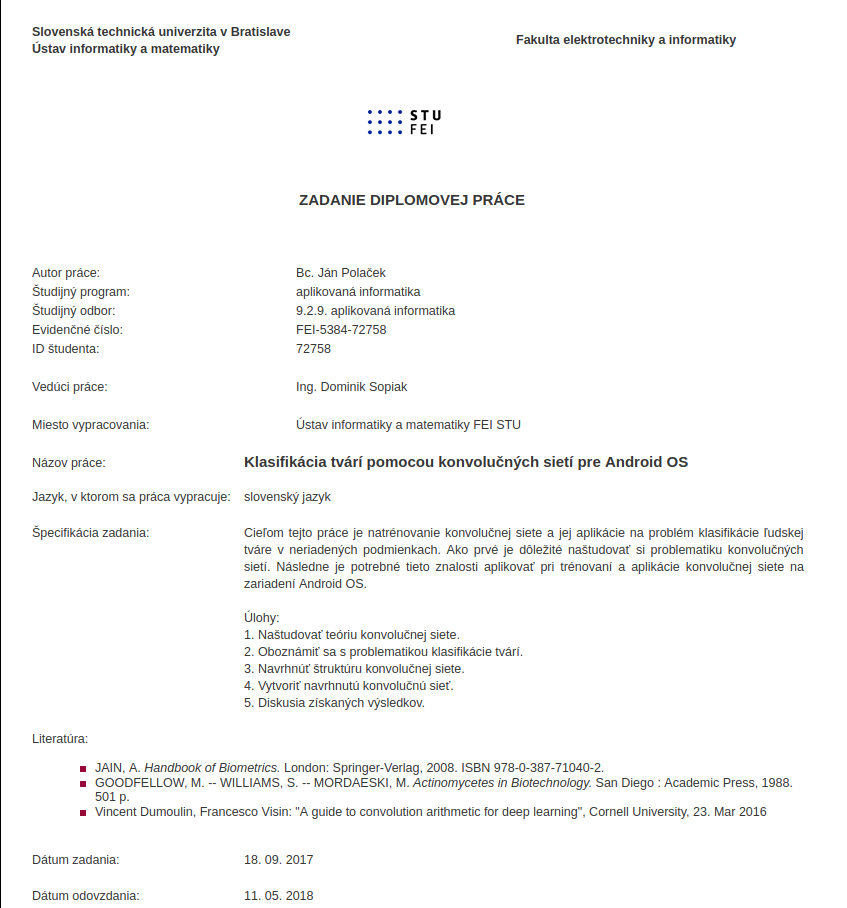 Slovenská technická univerzita v Bratislave
Ústav informatiky a matematiky
Fakulta elektrotechniky a informatiky
STU
FEI
ZADANIE DIPLOMOVEJ PRÁCE
Autor práce: Bc. Ján Polaček
Študijný program: aplikovaná informatika
Študijný odbor: 9.2.9. aplikovaná informatika
Evidenčné číslo: FEI-5384-72758
ID študenta: 72758
Vedúci práce: Ing. Dominik Sopiak
Miesto vypracovania: Ústav informatiky a matematiky FEI STU
Názov práce: Klasifikácia tvárí pomocou konvolučných sietí pre Android OS
Jazyk, v ktorom sa práca vypracuje: slovenský jazyk
Špecifikácia zadania: Cieľom tejto práce je natrénovanie konvolučnej siete a jej aplikácie na problém klasifikácie ľudskej
tváre v neriadených podmienkach. Ako prvé je dôležité naštudovať si problematiku konvolučných
sietí. Následne je potrebné tieto znalosti aplikovať pri trénovaní a aplikácie konvolučnej siete na
zariadení Android OS.
Úlohy:
1. Naštudovať teóriu konvolučnej siete.
2. Oboznámiť sa s problematikou klasifikácie tvárí.
3. Navrhnúť štruktúru konvolučnej siete.
4. Vytvoriť navrhnutú konvolučnú sieť.
5. Diskusia získaných výsledkov.
Literatúra:
JAIN, A. Handbook of Biometrics. London: Springer-Verlag, 2008. ISBN 978-0-387-71040-2.
GOODFELLOW, M. -- WILLIAMS, S. -- MORDAESKI, M. Actinomycetes in Biotechnology. San Diego : Academic Press, 1988.
501 p.
Vincent Dumoulin, Francesco Visin: "A guide to convolution arithmetic for deep learning", Cornell University, 23. Mar 2016
Dátum zadania: 18. 09. 2017
Dátum odovzdania: 11. 05. 2018